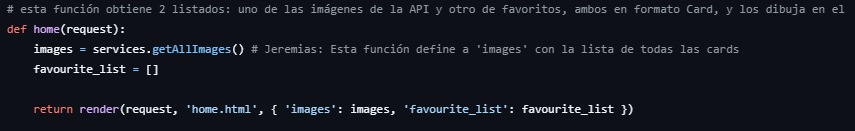 # esta función obtiene 2 listados: uno de las imágenes de la API y otro de favoritos, ambos en formato Card, y los dibuja en el
def home(request):
    images = services.getAllImages() # Jeremias: Esta función define a 'images' con la lista de todas las cards
    favourite_list = []
    return render(request, 'home.html', { 'images': images, 'favourite_list': favourite_list })